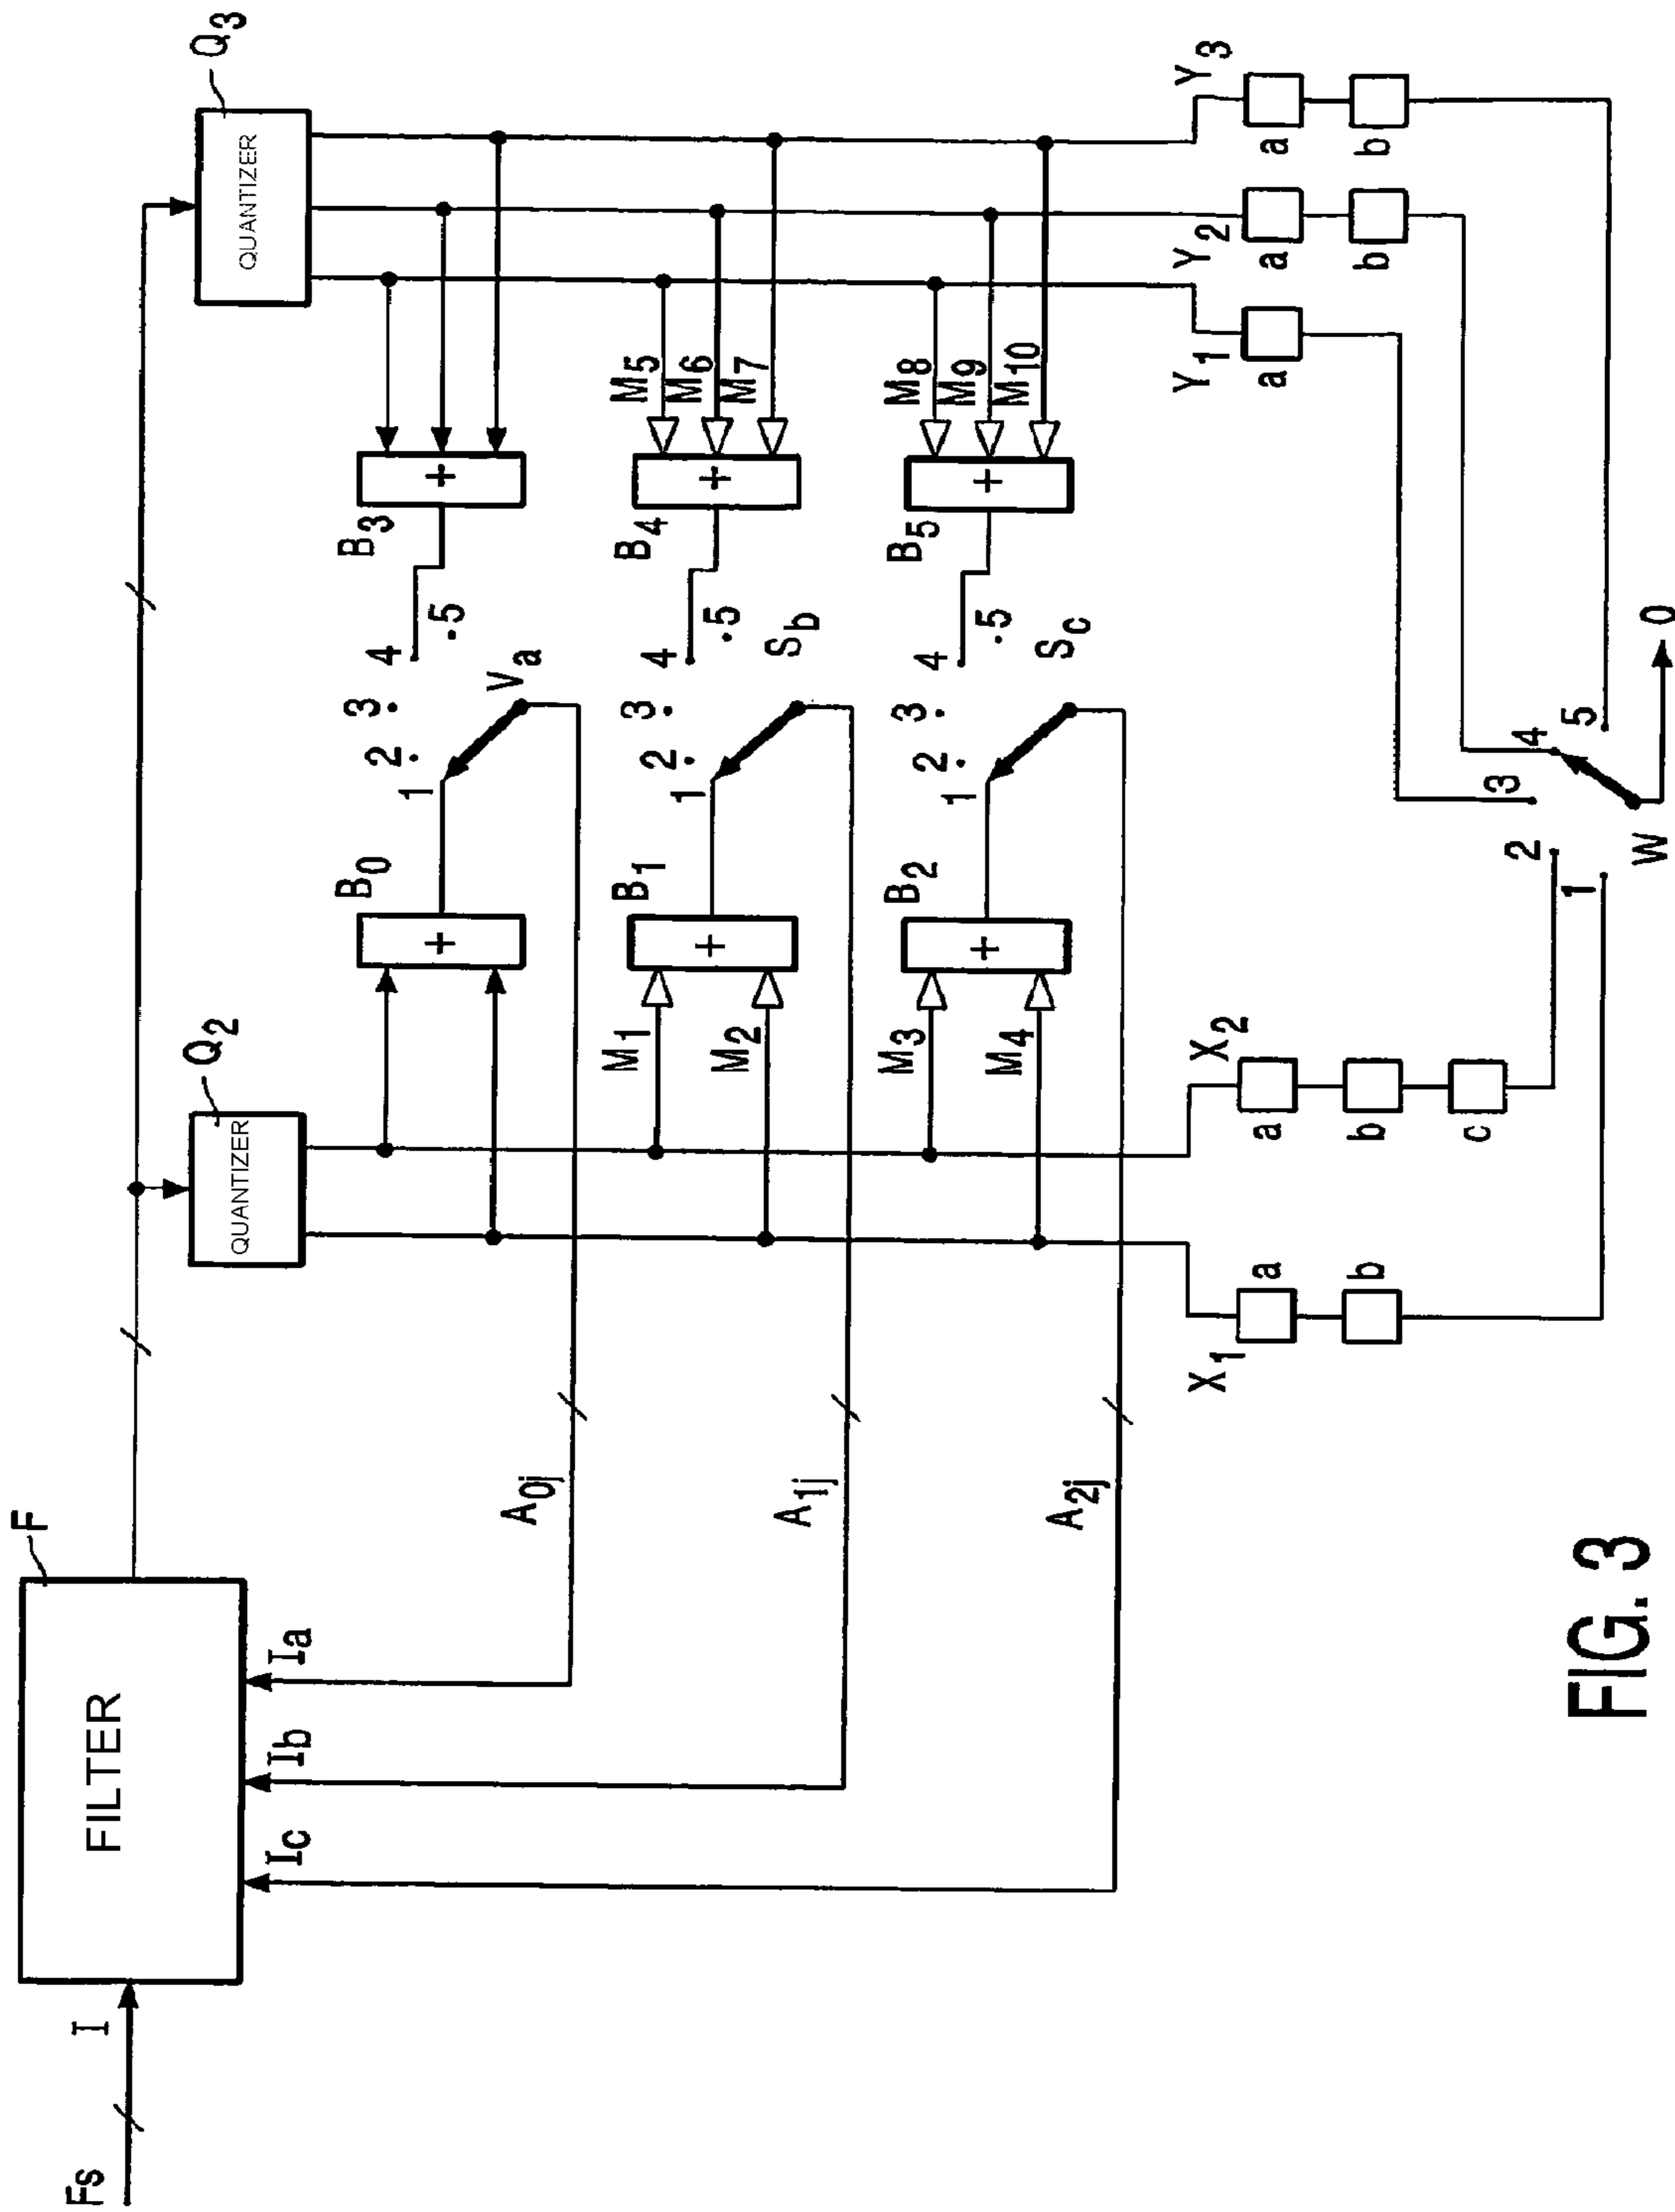 Fs
I
FILTER
F
Ia
Ib
Ic
QUANTIZER
Q2
QUANTIZER
Q3
A0j
A1j
A2j
+
B0
1
2
3
4
.5
Va
+
B3
M1
M2
+
B1
1
2
3
4
.5
Sb
+
B4
M5
M6
M7
M3
M4
+
B2
1
2
3
4
.5
Sc
+
B5
M8
M9
M10
X1
a
b
X2
a
b
c
Y1
a
Y2
a
b
Y3
a
b
1
2
3
4
5
W
O
FIG. 3